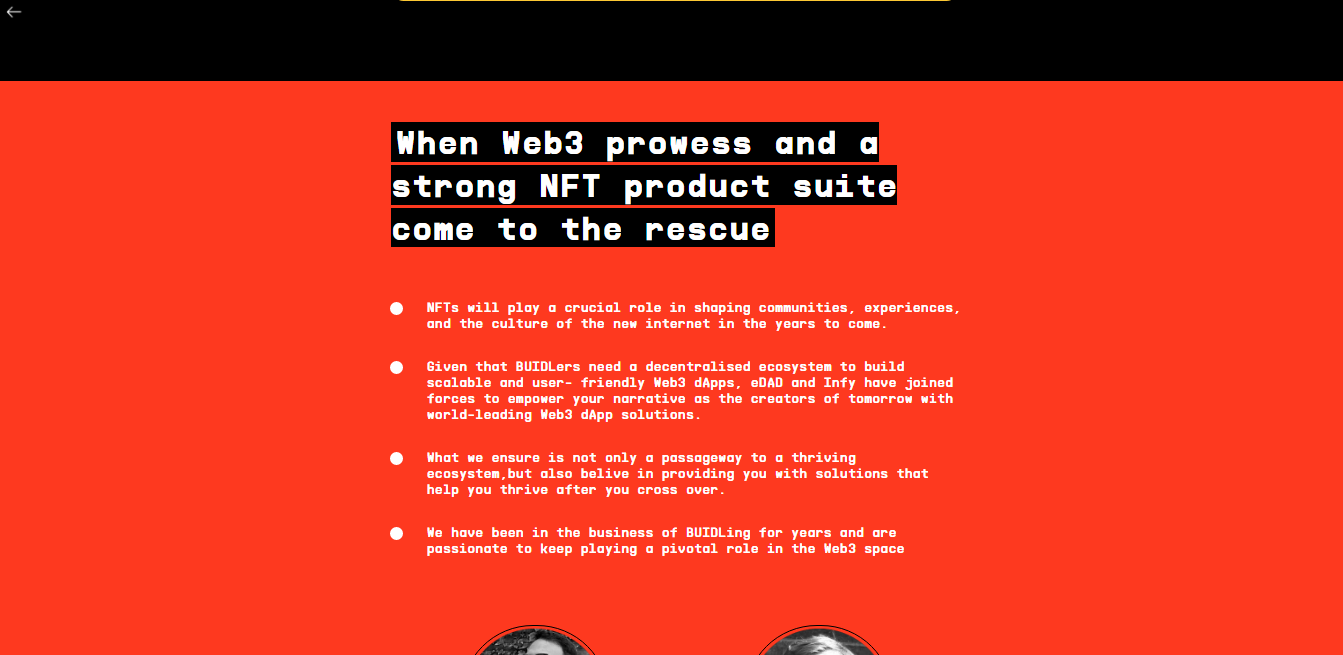 When Web3 prowess and a
strong NFT product suite
come to the rescue
NFTs will play a crucial role in shaping communities, experiences,
and the culture of the new internet in the years to come.
Given that BUIDLers need a decentralised ecosystem to build
scalable and user- friendly Web3 dApps, eDAD and Infy have joined
forces to empower your narrative as the creators of tomorrow with
world-leading Web3 dApp solutions.
What we ensure is not only a passageway to a thriving
ecosystem,but also belive in providing you with solutions that
help you thrive after you cross over.
We have been in the business of BUIDLing for years and are
passionate to keep playing a pivotal role in the Web3 space